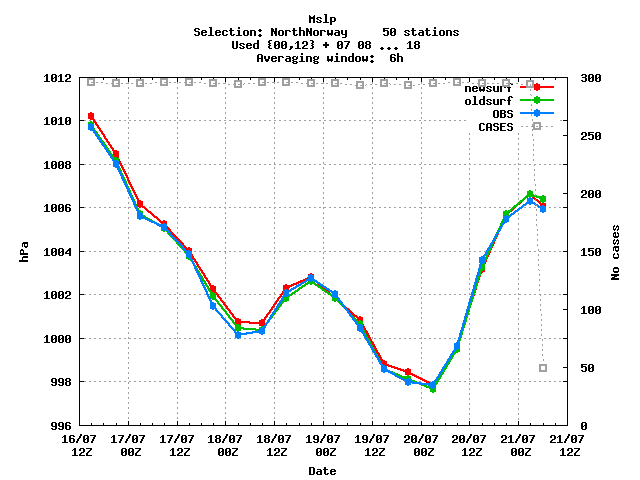 Mslp
Selection: NorthNorway 50 stations
Used {00,12} + 07 08 ... 18
Averaging window: 6h
newsurf
oldsurf
OBS
CASES
1012
1010
1008
1006
1004
1002
1000
998
996
hPa
300
250
200
150
100
50
0
No cases
16/07 17/07 17/07 18/07 18/07 19/07 19/07 20/07 20/07 21/07 21/07
12Z 00Z 12Z 00Z 12Z 00Z 12Z 00Z 12Z 00Z 12Z
Date